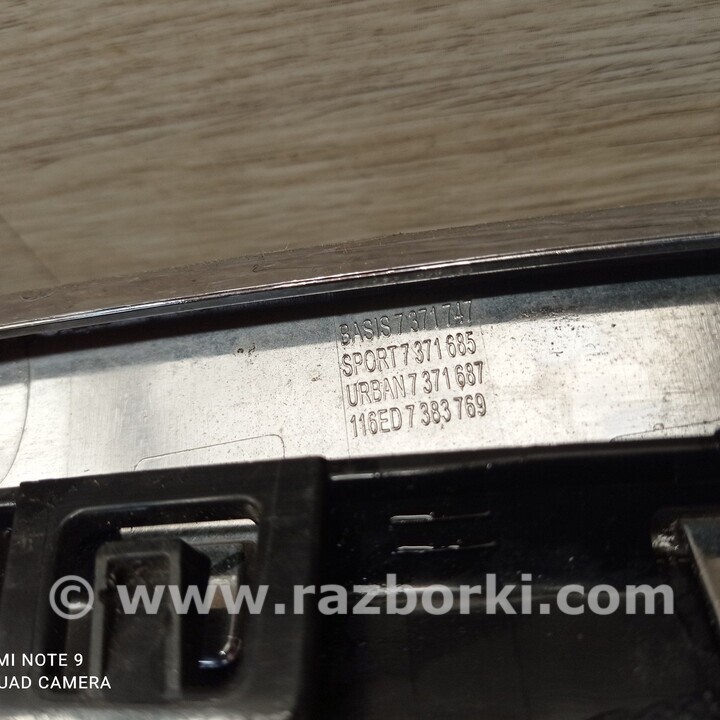 BASIS 7 371 747
SPORT 7 371 685
URBAN 7 371 687
116ED 7 383 769
© www.razborki.com
MI NOTE 9
QUAD CAMERA